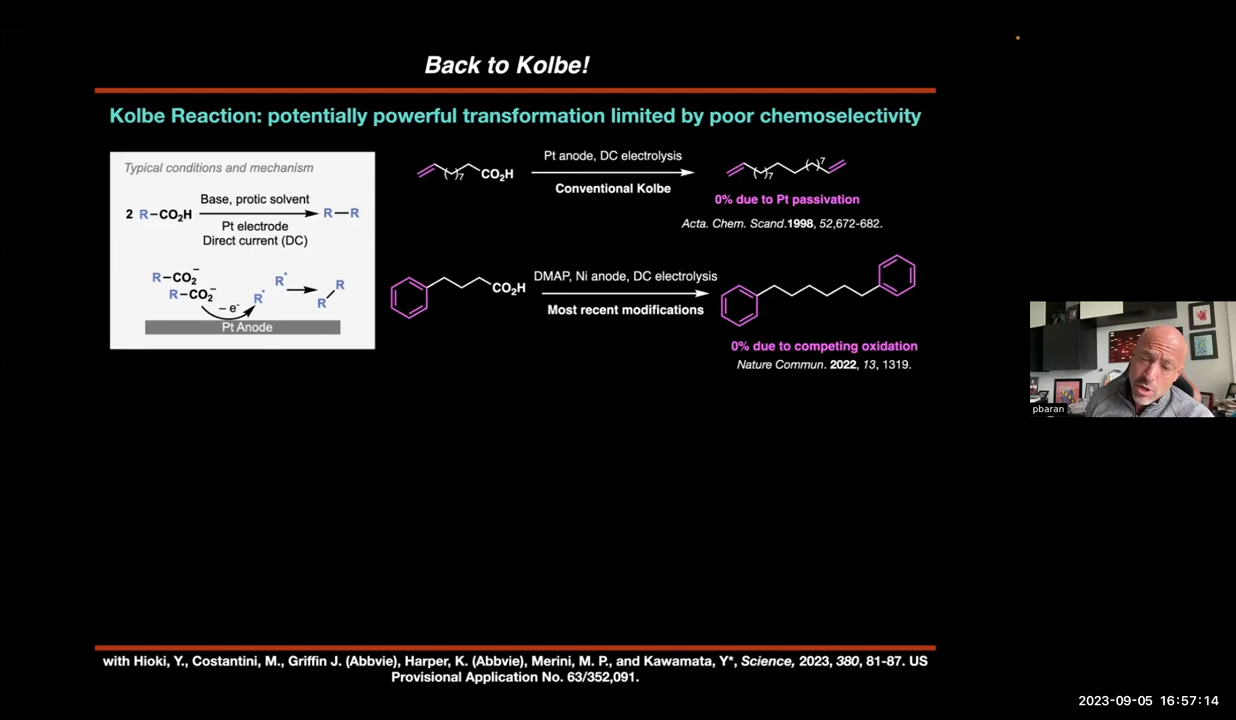 Back to Kolbe!
Kolbe Reaction: potentially powerful transformation limited by poor chemoselectivity
Typical conditions and mechanism
2 R–CO₂H
Base, protic solvent
Pt electrode
Direct current (DC)
R—R
R–CO₂⁻
R–CO₂⁻
– e⁻
R•
R•
R
R
Pt Anode
CO₂H
7
Pt anode, DC electrolysis
Conventional Kolbe
7
7
0% due to Pt passivation
Acta. Chem. Scand.1998, 52,672-682.
CO₂H
DMAP, Ni anode, DC electrolysis
Most recent modifications
0% due to competing oxidation
Nature Commun. 2022, 13, 1319.
pbaran
with Hioki, Y., Costantini, M., Griffin J. (Abbvie), Harper, K. (Abbvie), Merini, M. P., and Kawamata, Y*, Science, 2023, 380, 81-87. US
Provisional Application No. 63/352,091.
2023-09-05 16:57:14